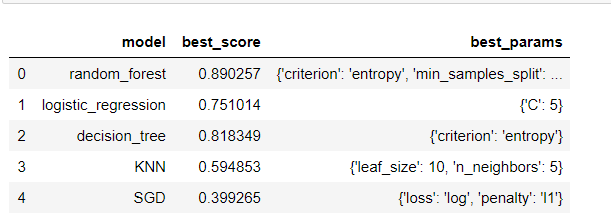 model best_score best_params
0 random_forest 0.890257 {'criterion': 'entropy', 'min_samples_split': ...
1 logistic_regression 0.751014 {'C': 5}
2 decision_tree 0.818349 {'criterion': 'entropy'}
3 KNN 0.594853 {'leaf_size': 10, 'n_neighbors': 5}
4 SGD 0.399265 {'loss': 'log', 'penalty': 'l1'}